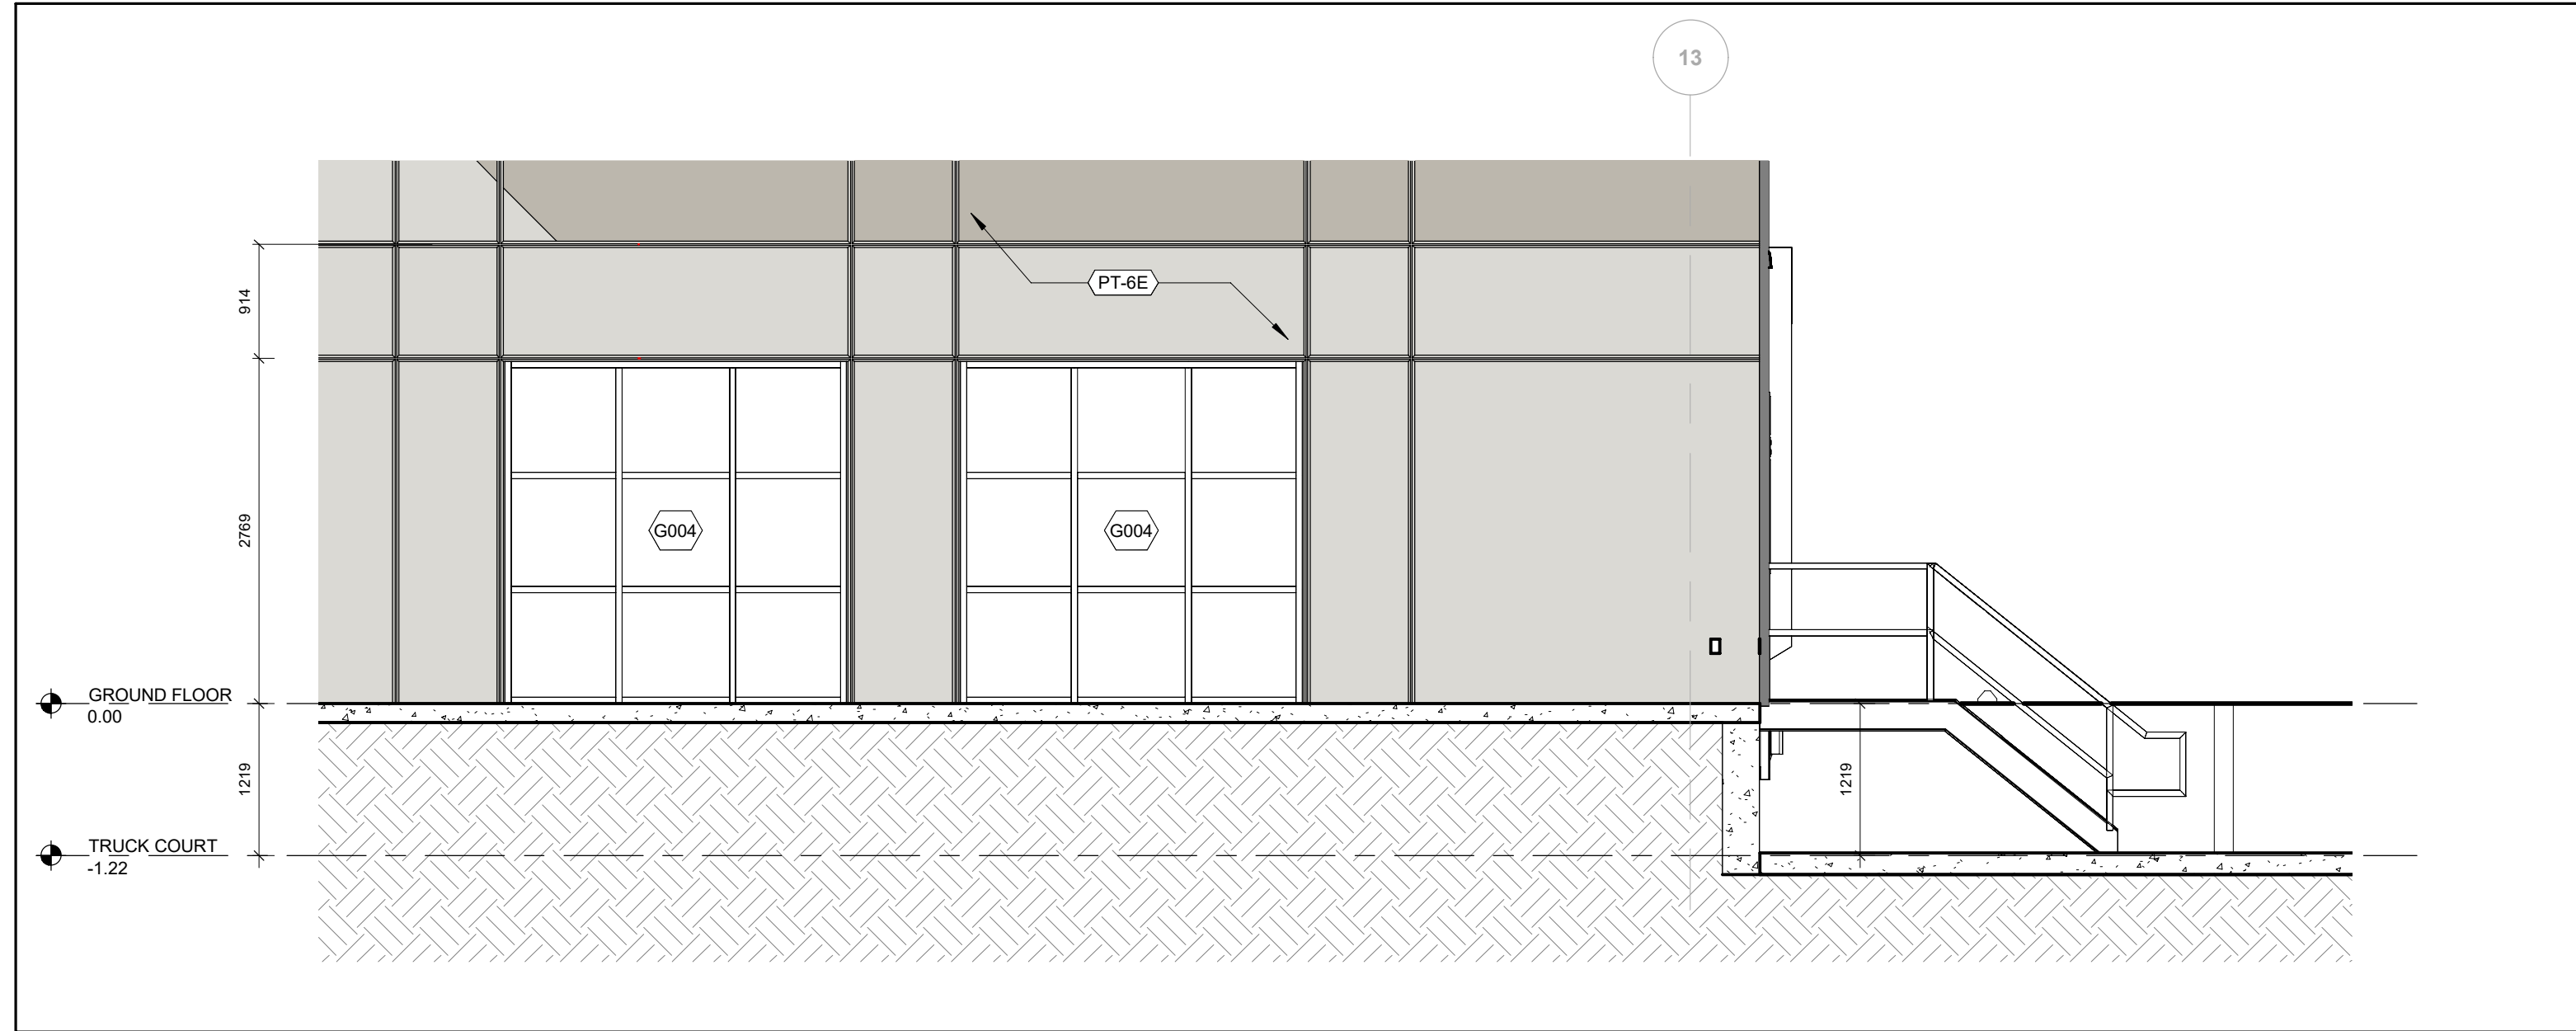 13
914
PT-6E
2769
G004
G004
GROUND FLOOR
0.00
1219
1219
TRUCK COURT
-1.22